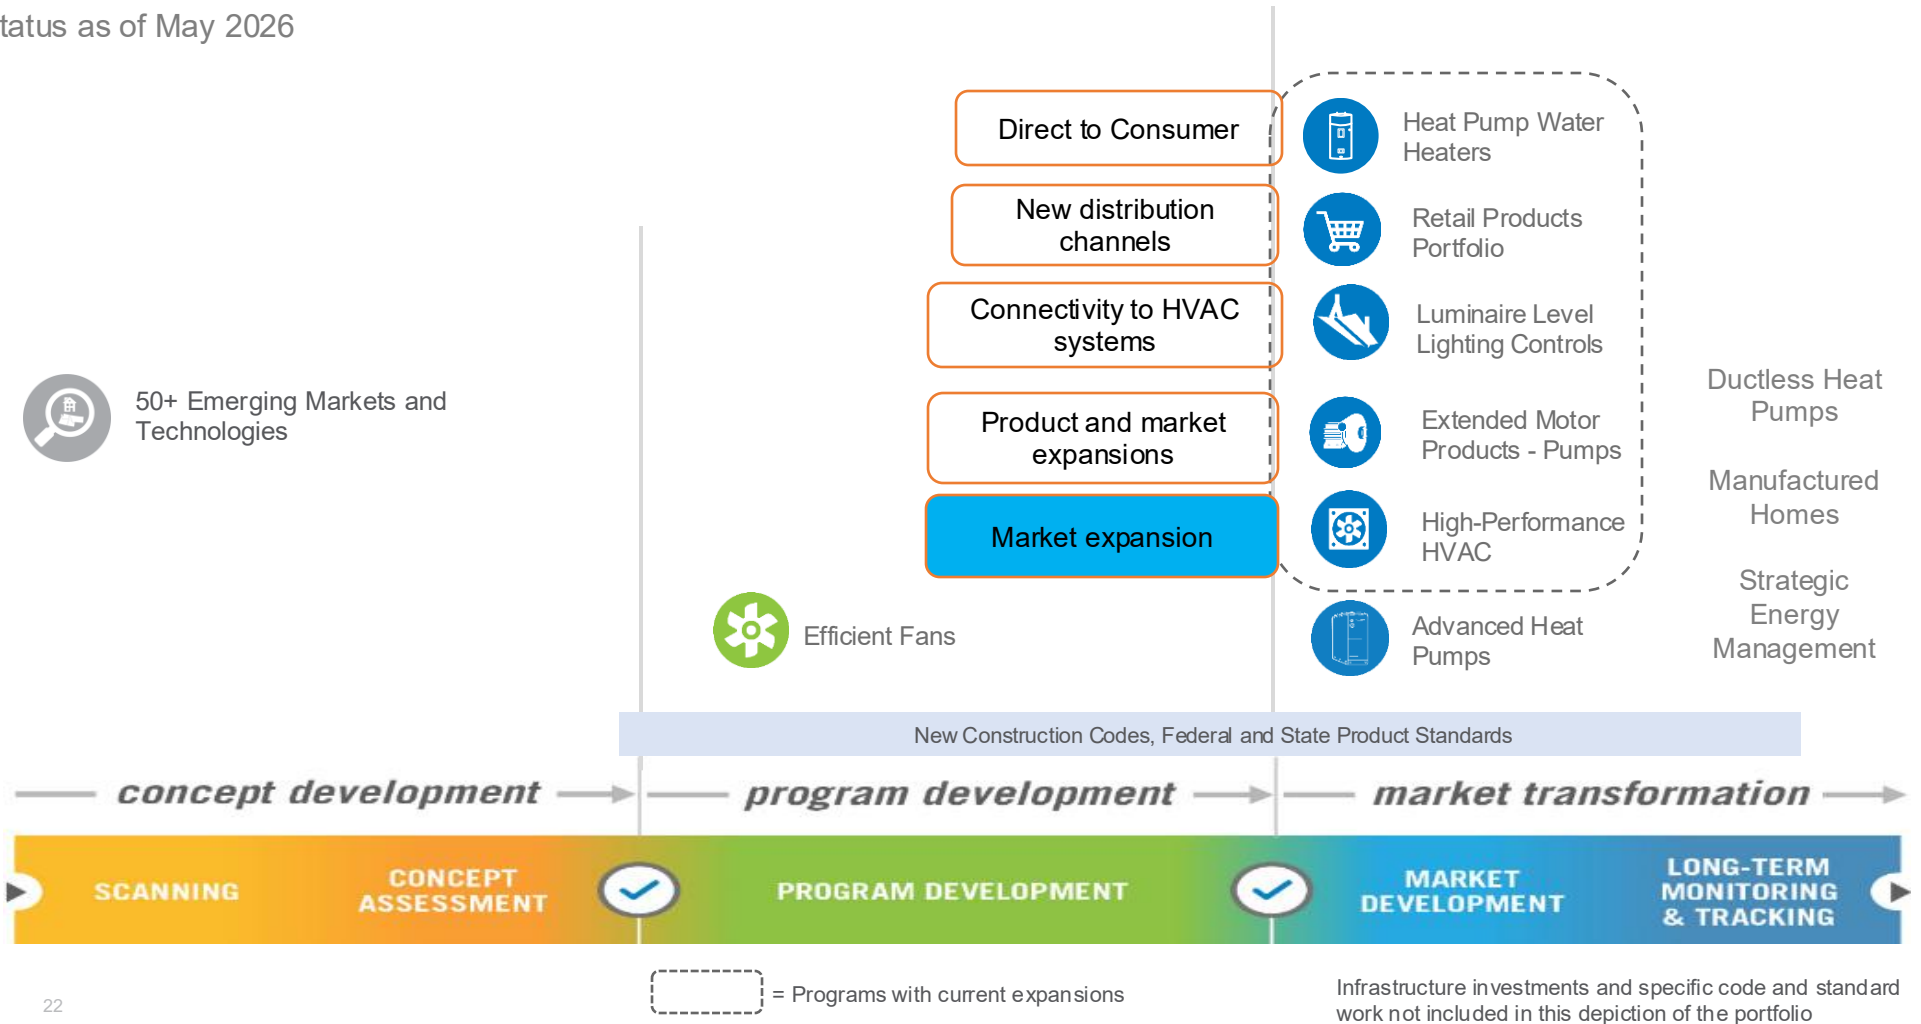 tatus as of May 2026
Direct to Consumer
Heat Pump Water
Heaters
New distribution
channels
Retail Products
Portfolio
Connectivity to HVAC
systems
Luminaire Level
Lighting Controls
50+ Emerging Markets and
Technologies
Product and market
expansions
Extended Motor
Products - Pumps
Market expansion
High-Performance
HVAC
Ductless Heat
Pumps
Manufactured
Homes
Strategic
Energy
Management
Efficient Fans
Advanced Heat
Pumps
New Construction Codes, Federal and State Product Standards
concept development
program development
market transformation
SCANNING
CONCEPT
ASSESSMENT
PROGRAM DEVELOPMENT
MARKET
DEVELOPMENT
LONG-TERM
MONITORING
& TRACKING
= Programs with current expansions
Infrastructure investments and specific code and standard
work not included in this depiction of the portfolio
22